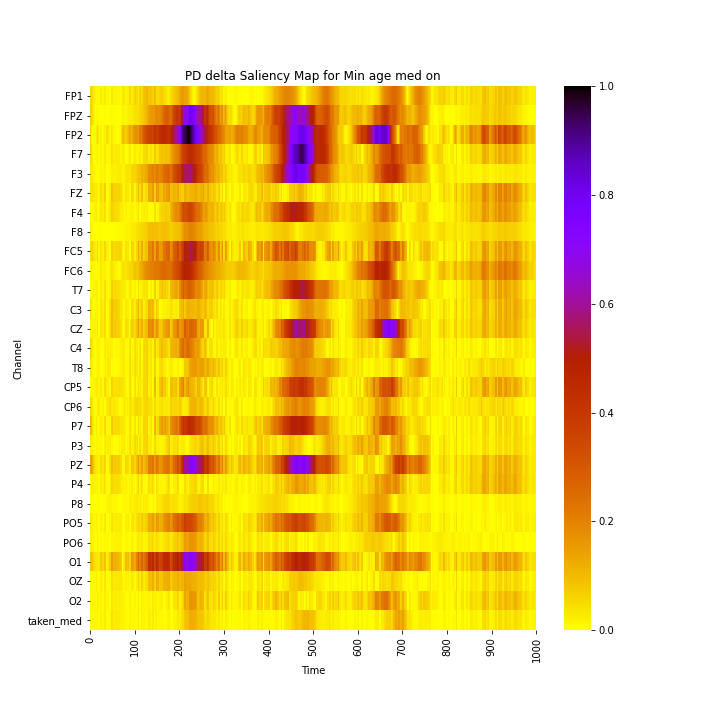 PD delta Saliency Map for Min age med on
Channel
FP1
FPZ
FP2
F7
F3
FZ
F4
F8
FC5
FC6
T7
C3
CZ
C4
T8
CP5
CP6
P7
P3
PZ
P4
P8
PO5
PO6
O1
OZ
O2
taken_med
0 100 200 300 400 500 600 700 800 900 1000
Time
1.0
0.8
0.6
0.4
0.2
0.0